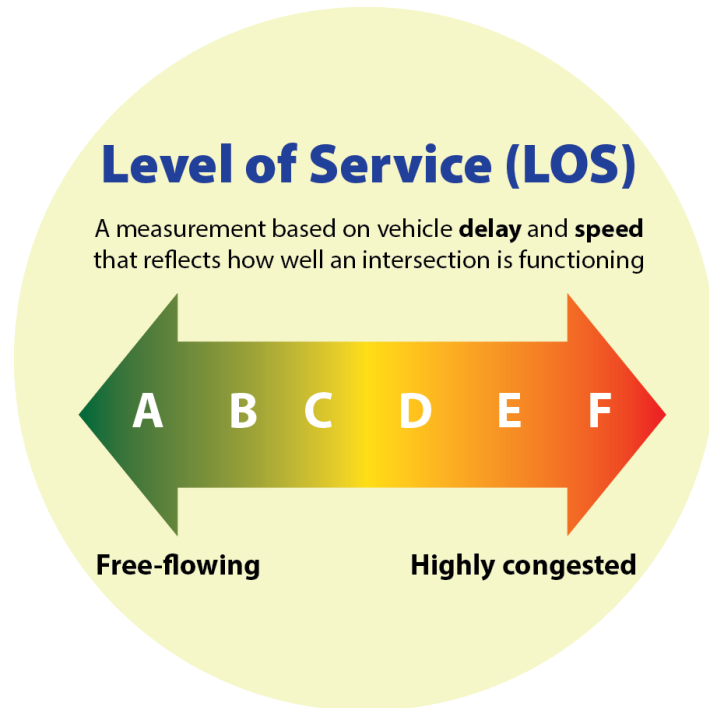 Level of Service (LOS)
A measurement based on vehicle delay and speed
that reflects how well an intersection is functioning
A B C D E F
Free-flowing Highly congested